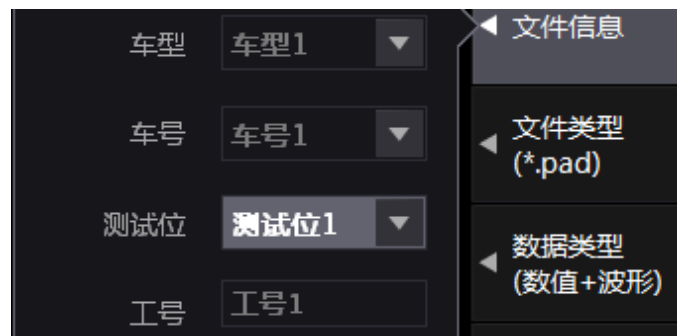 车型 车型1
车号 车号1
测试位 测试位1
工号 工号1
文件信息
文件类型
(*.pad)
数据类型
(数值+波形)